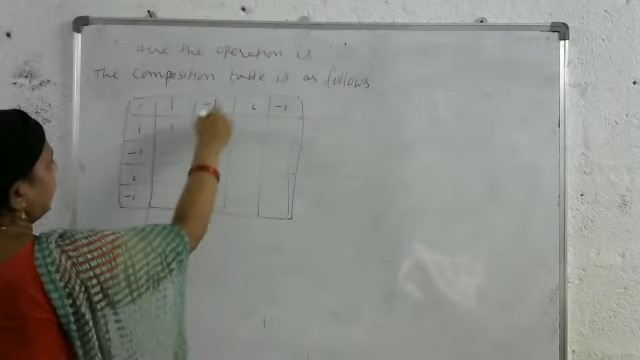 the operation is
The composition table is as follows.
· 1 -1 i -i
1 1
-1
i
-i